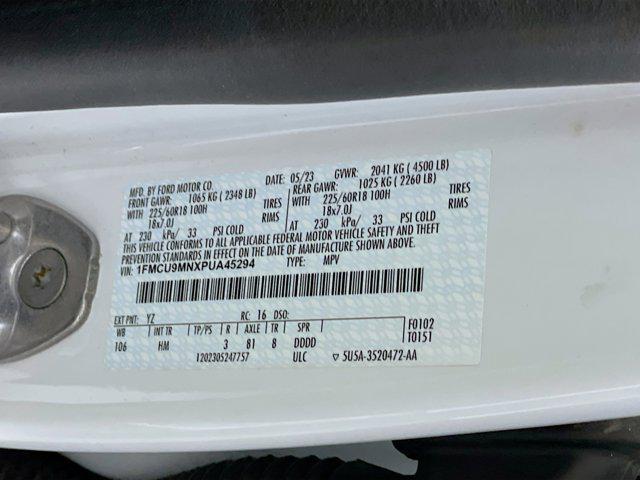 MFD. BY FORD MOTOR CO. DATE: 05/23 GVWR: 2041 KG ( 4500 LB)
FRONT GAWR: 1065 KG ( 2348 LB) REAR GAWR: 1025 KG ( 2260 LB)
WITH 225/60R18 100H TIRES WITH 225/60R18 100H TIRES
18x7.0J RIMS 18x7.0J RIMS
AT 230 kPa/ 33 PSI COLD AT 230 kPa/ 33 PSI COLD
THIS VEHICLE CONFORMS TO ALL APPLICABLE FEDERAL MOTOR VEHICLE SAFETY AND BUMPER
AND THEFT PREVENTION STANDARDS IN EFFECT ON THE DATE OF MANUFACTURE SHOWN ABOVE.
VIN: 1FMCU9MNXPUA45294 TYPE: MPV
EXT PNT: YZ RC: 16 DSO: F0102
WB INT TR TP/PS R AXLE TR SPR T0151
106 HM 3 81 8 DDDD
1202305247757 ULC 5U5A-3520472-AA